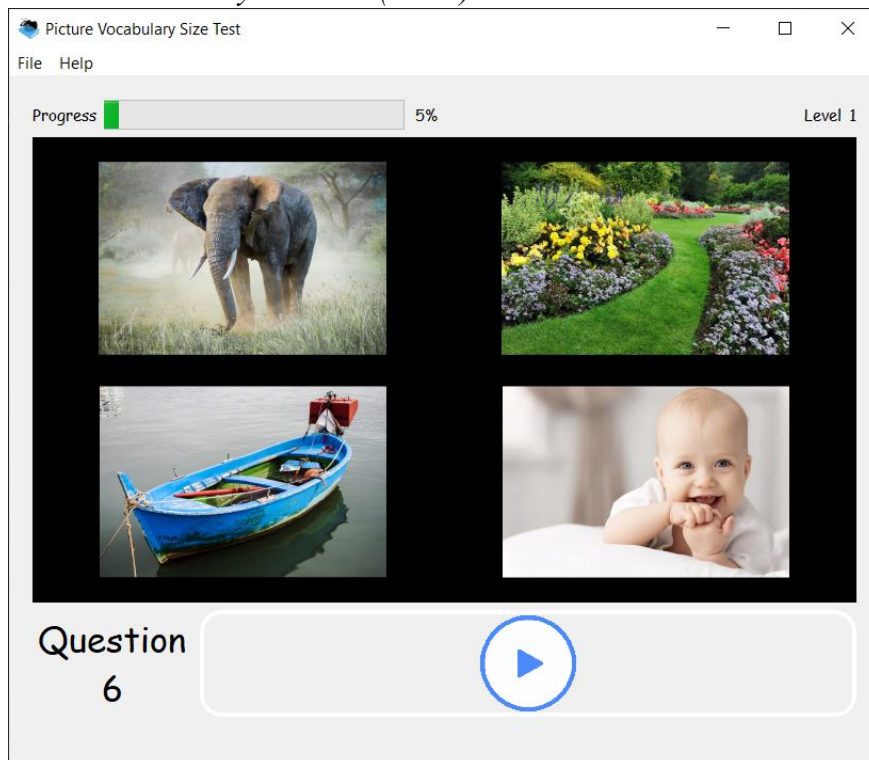 Picture Vocabulary Size Test
File Help
Progress 5% Level 1
Question
6